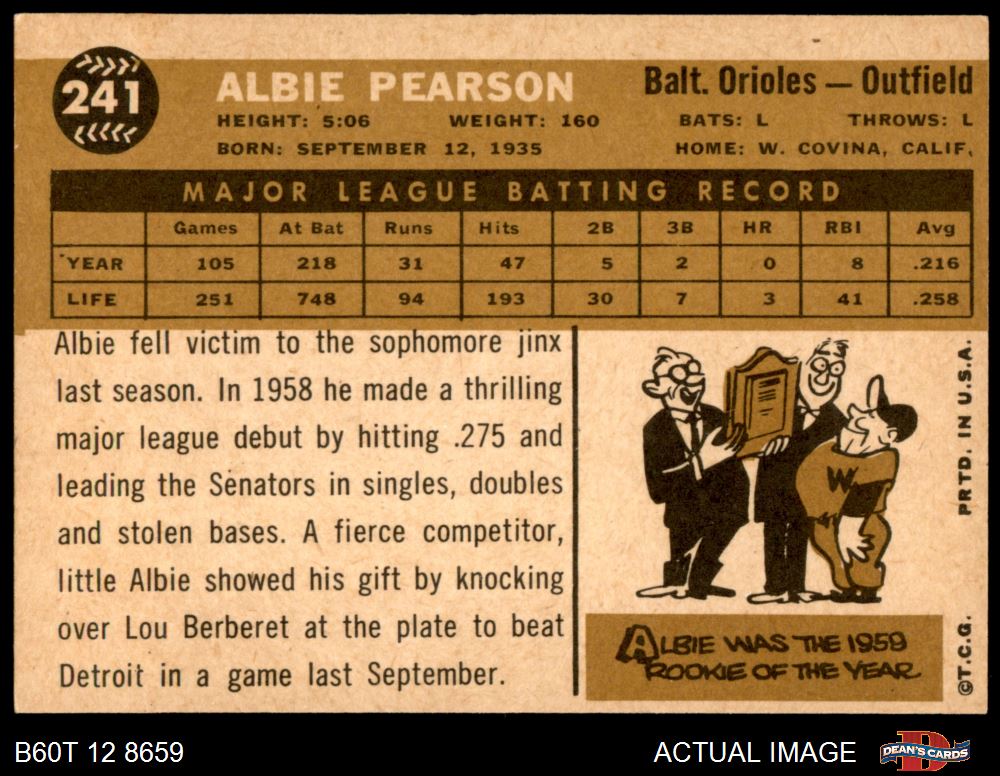 241
ALBIE PEARSON
Balt. Orioles — Outfield
HEIGHT: 5:06 WEIGHT: 160 BATS: L THROWS: L
BORN: SEPTEMBER 12, 1935 HOME: W. COVINA, CALIF.
MAJOR LEAGUE BATTING RECORD
Games At Bat Runs Hits 2B 3B HR RBI Avg
YEAR 105 218 31 47 5 2 0 8 .216
LIFE 251 748 94 193 30 7 3 41 .258
Albie fell victim to the sophomore jinx
last season. In 1958 he made a thrilling
major league debut by hitting .275 and
leading the Senators in singles, doubles
and stolen bases. A fierce competitor,
little Albie showed his gift by knocking
over Lou Berberet at the plate to beat
Detroit in a game last September.
W
ALBIE WAS THE 1959
ROOKIE OF THE YEAR.
PRTD. IN U.S.A.
©T.C.G.
B60T 12 8659
ACTUAL IMAGE
D
DEAN'S CARDS